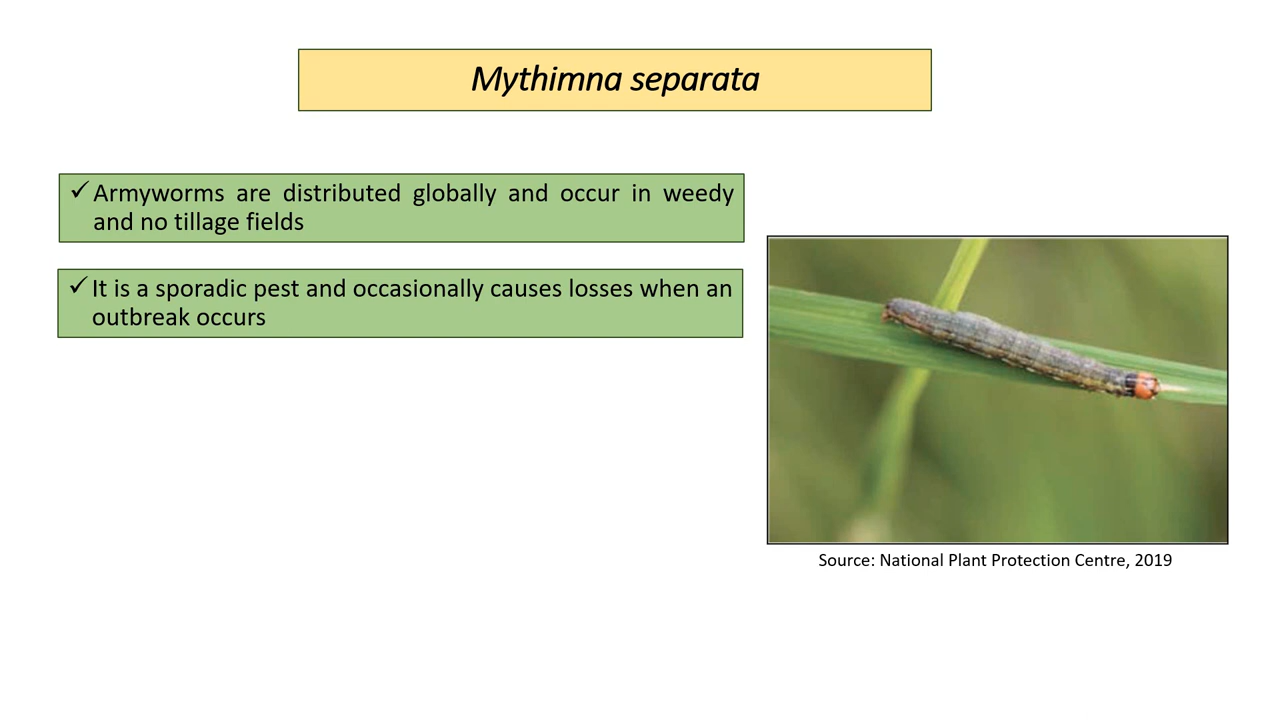 Mythimna separata
✓ Armyworms are distributed globally and occur in weedy
and no tillage fields
✓ It is a sporadic pest and occasionally causes losses when an
outbreak occurs
Source: National Plant Protection Centre, 2019